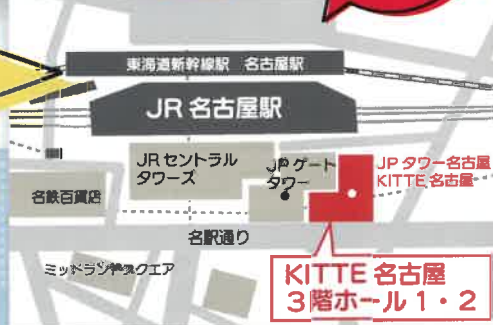 東海道新幹線駅 名古屋駅
JR 名古屋駅
JR セントラル
タワーズ
JR ゲート
タワー
JP タワー名古屋
KITTE 名古屋
名鉄百貨店
名駅通り
ミッドランドスクエア
KITTE 名古屋
3階ホール1・2